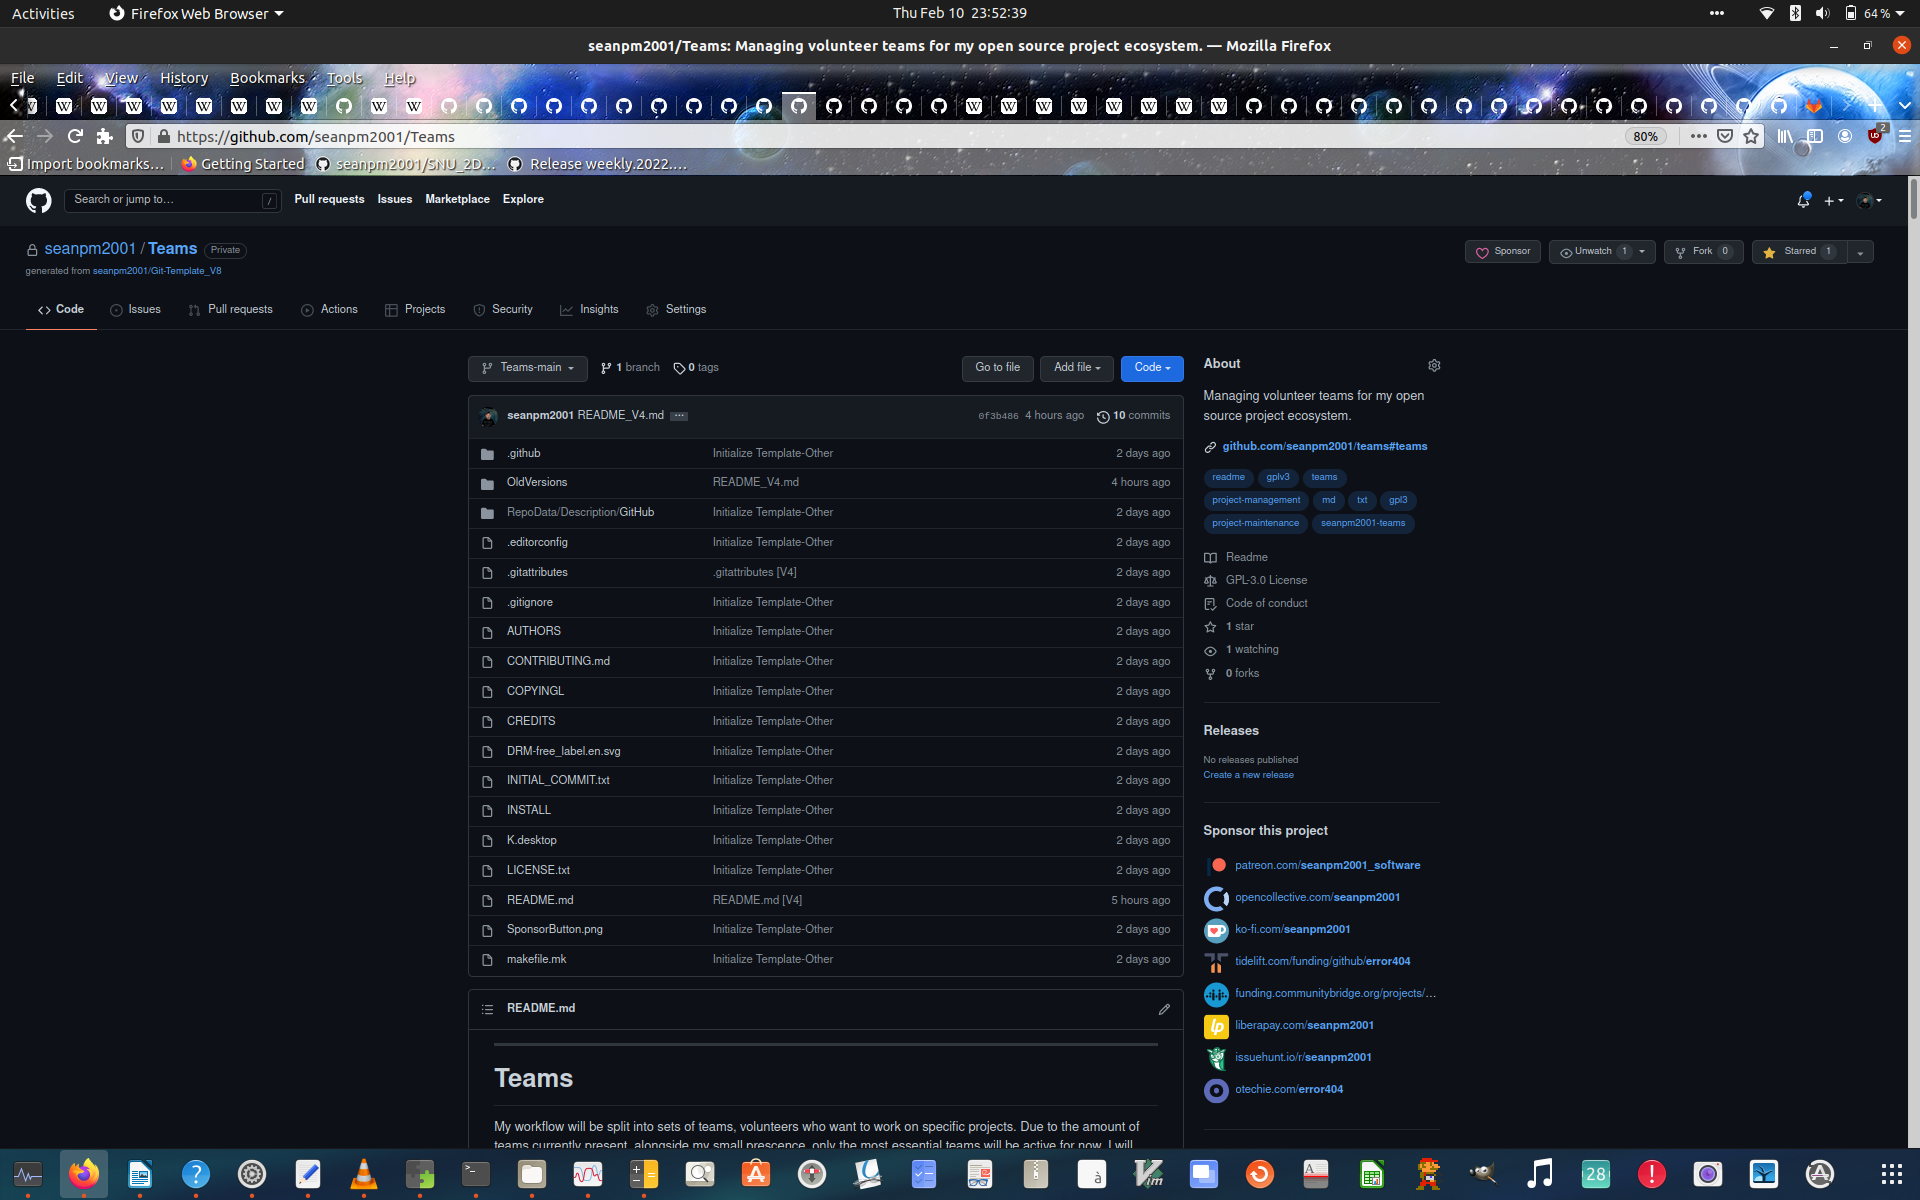 Activities
Firefox Web Browser
Thu Feb 10 23:52:39
64 %
seanpm2001/Teams: Managing volunteer teams for my open source project ecosystem. — Mozilla Firefox
File Edit View History Bookmarks Tools Help
https://github.com/seanpm2001/Teams
80%
2
Import bookmarks…
Getting Started
seanpm2001/SNU_2D…
Release weekly.2022.…
Search or jump to…
/
Pull requests Issues Marketplace Explore
seanpm2001 / Teams
Private
generated from seanpm2001/Git-Template_V8
Sponsor
Unwatch 1
Fork 0
Starred 1
Code
Issues
Pull requests
Actions
Projects
Security
Insights
Settings
Teams-main
1 branch
0 tags
Go to file
Add file
Code
seanpm2001 README_V4.md
0f3b486 4 hours ago
10 commits
.github Initialize Template-Other 2 days ago
OldVersions README_V4.md 4 hours ago
RepoData/Description/GitHub Initialize Template-Other 2 days ago
.editorconfig Initialize Template-Other 2 days ago
.gitattributes .gitattributes [V4] 2 days ago
.gitignore Initialize Template-Other 2 days ago
AUTHORS Initialize Template-Other 2 days ago
CONTRIBUTING.md Initialize Template-Other 2 days ago
COPYINGL Initialize Template-Other 2 days ago
CREDITS Initialize Template-Other 2 days ago
DRM-free_label.en.svg Initialize Template-Other 2 days ago
INITIAL_COMMIT.txt Initialize Template-Other 2 days ago
INSTALL Initialize Template-Other 2 days ago
K.desktop Initialize Template-Other 2 days ago
LICENSE.txt Initialize Template-Other 2 days ago
README.md README.md [V4] 5 hours ago
SponsorButton.png Initialize Template-Other 2 days ago
makefile.mk Initialize Template-Other 2 days ago
README.md
Teams
My workflow will be split into sets of teams, volunteers who want to work on specific projects. Due to the amount of
teams currently present, alongside my small prescence, only the most essential teams will be active for now. I will
About
Managing volunteer teams for my open
source project ecosystem.
github.com/seanpm2001/teams#teams
readme gplv3 teams
project-management md txt gpl3
project-maintenance seanpm2001-teams
Readme
GPL-3.0 License
Code of conduct
1 star
1 watching
0 forks
Releases
No releases published
Create a new release
Sponsor this project
patreon.com/seanpm2001_software
opencollective.com/seanpm2001
ko-fi.com/seanpm2001
tidelift.com/funding/github/error404
funding.communitybridge.org/projects/…
liberapay.com/seanpm2001
issuehunt.io/r/seanpm2001
otechie.com/error404
28